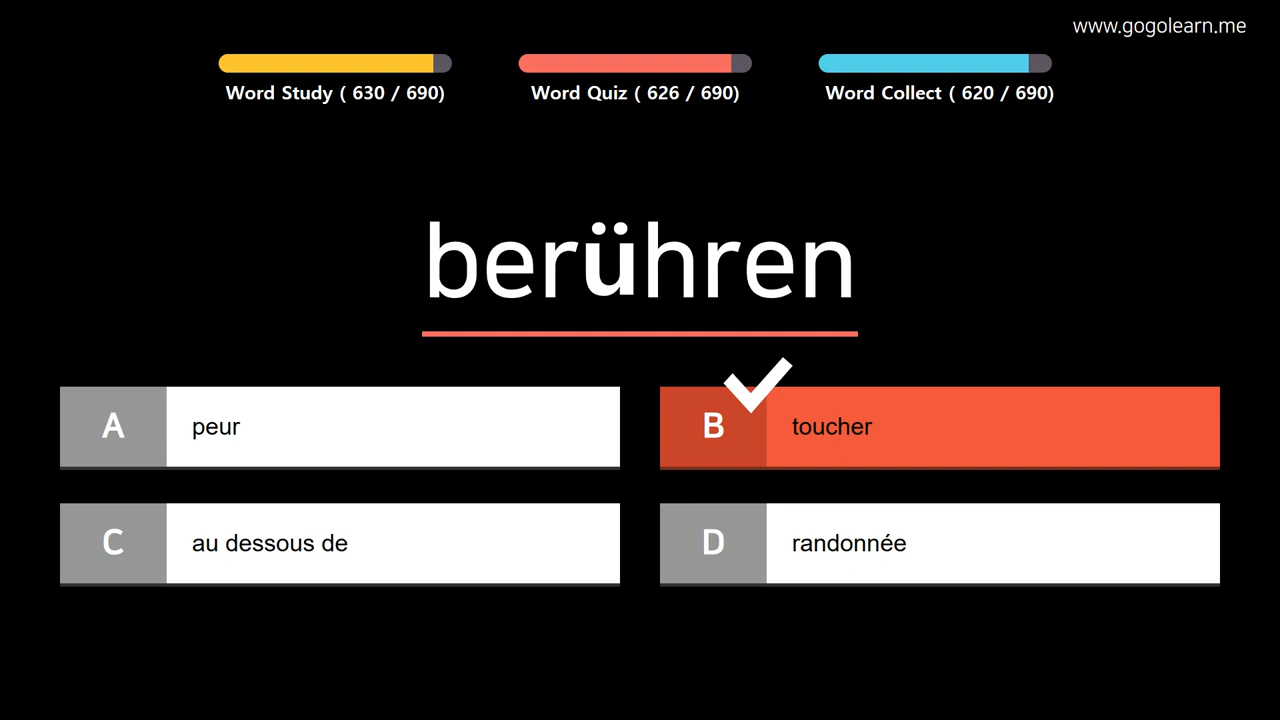 www.gogolearn.me
Word Study ( 630 / 690)
Word Quiz ( 626 / 690)
Word Collect ( 620 / 690)
berühren
A
peur
B
toucher
C
au dessous de
D
randonnée